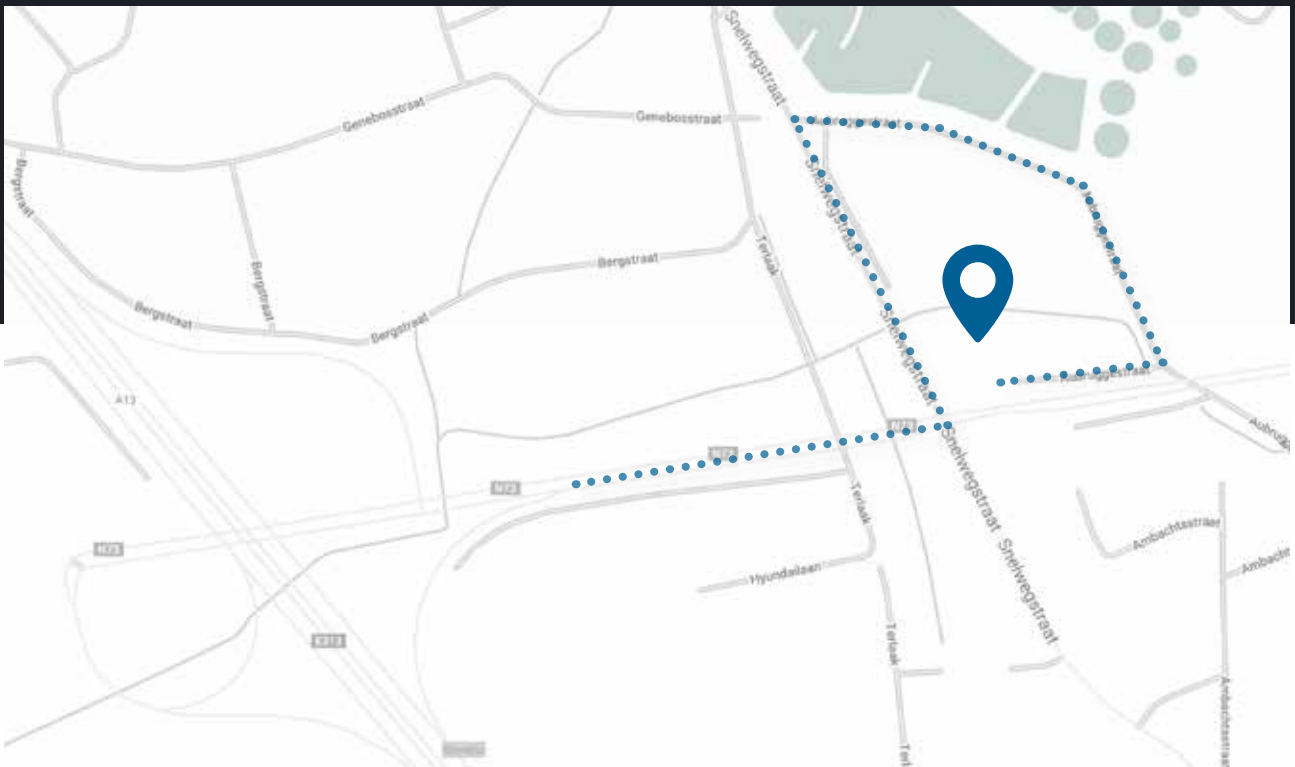 Snelwegstraat
Genebosstraat
Genebosstraat
Bergstraat
Snelwegstraat
Terlaak
Bergstraat
Bergstraat
Bergstraat
Bergstraat
Snelwegstraat
A13
N73
N73
Snelwegstraat
N73
Terlaak
Ambachtsstraat
N73
Snelwegstraat
Hyundailaan
E313
Terlaak
Ambachtsstraat